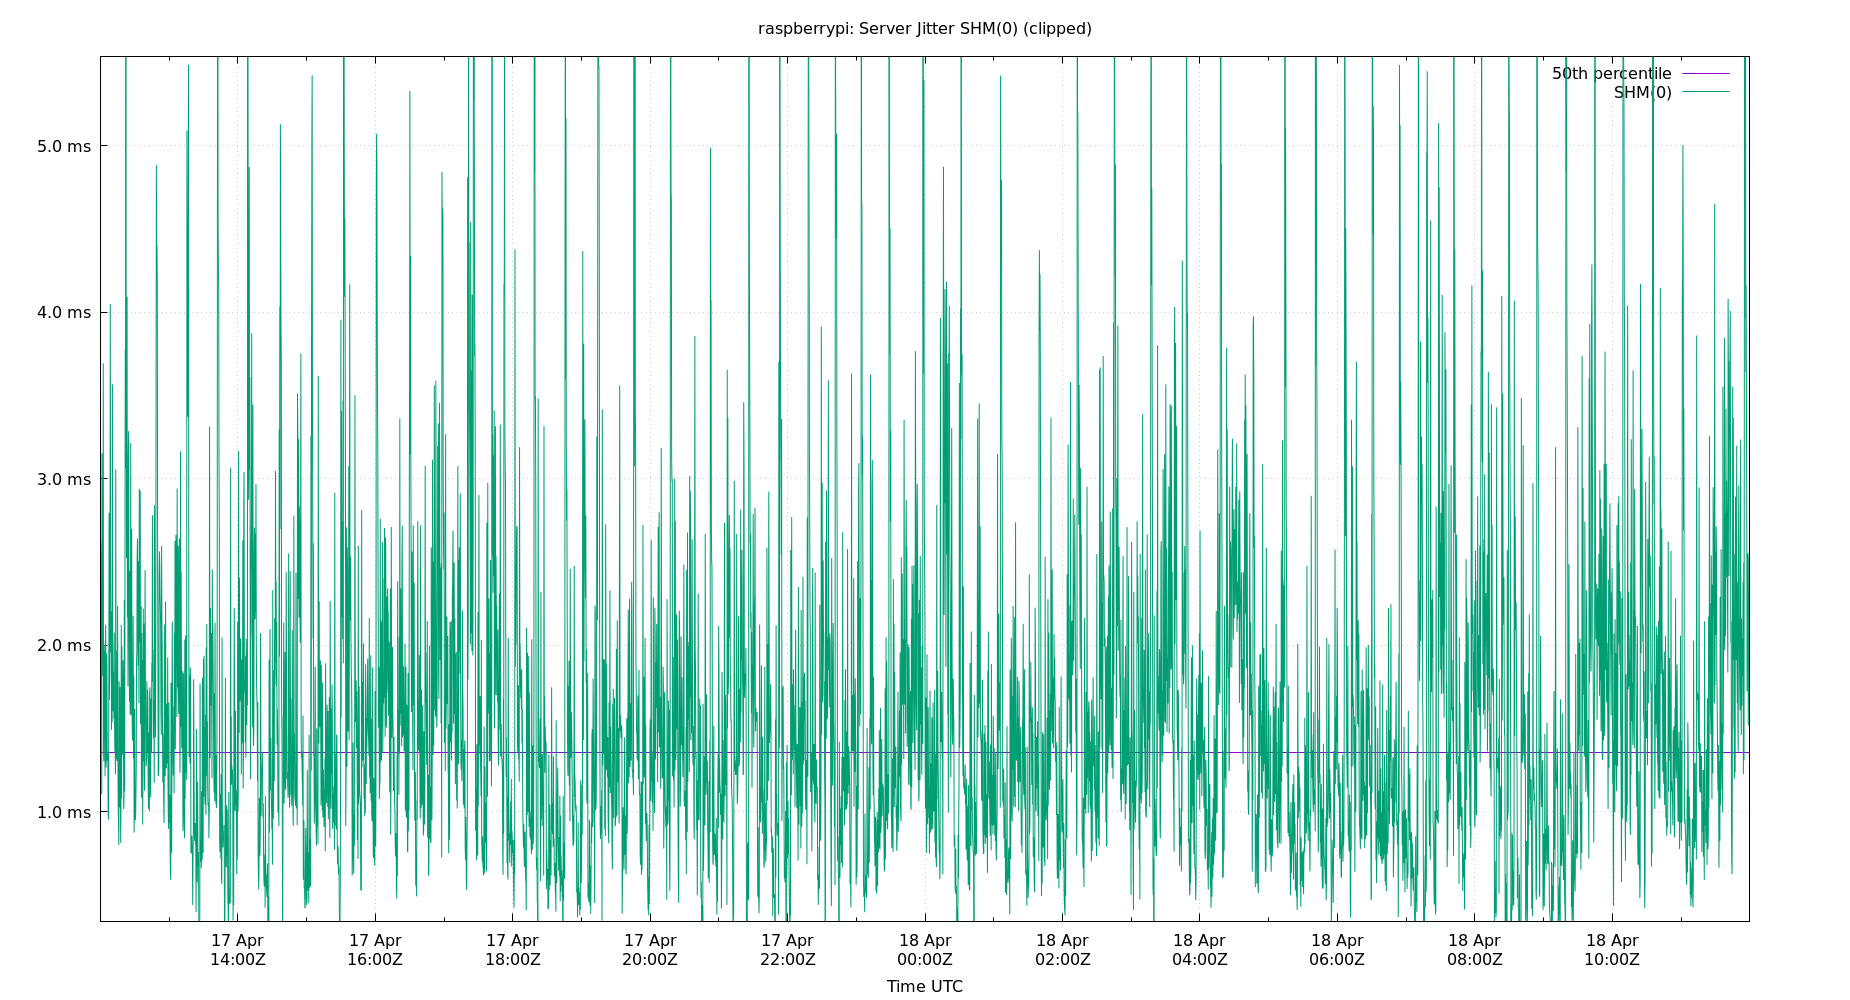 raspberrypi: Server Jitter SHM(0) (clipped)
50th percentile
SHM(0)
5.0 ms
4.0 ms
3.0 ms
2.0 ms
1.0 ms
17 Apr 17 Apr 17 Apr 17 Apr 17 Apr 18 Apr 18 Apr 18 Apr 18 Apr 18 Apr 18 Apr
14:00Z 16:00Z 18:00Z 20:00Z 22:00Z 00:00Z 02:00Z 04:00Z 06:00Z 08:00Z 10:00Z
Time UTC